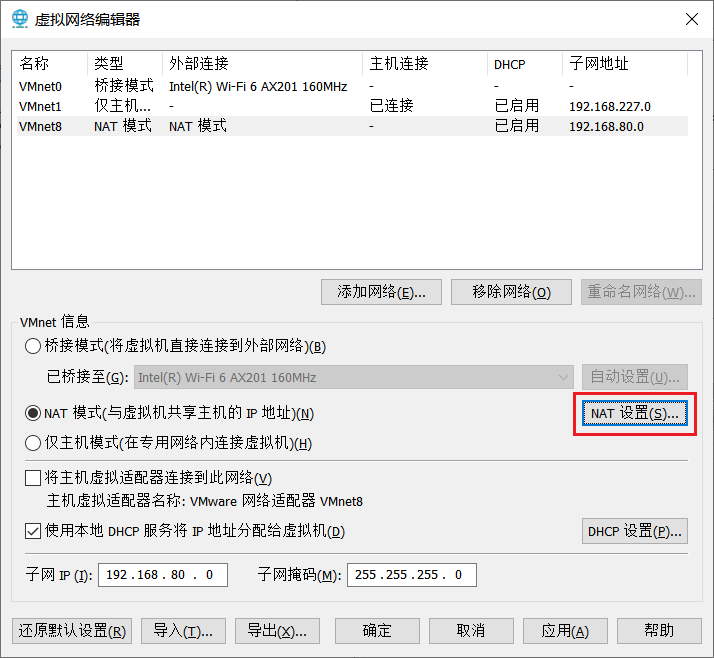 虚拟网络编辑器
名称 类型 外部连接 主机连接 DHCP 子网地址
VMnet0 桥接模式 Intel(R) Wi-Fi 6 AX201 160MHz - - -
VMnet1 仅主机... - 已连接 已启用 192.168.227.0
VMnet8 NAT 模式 NAT 模式 - 已启用 192.168.80.0
添加网络(E)... 移除网络(O) 重命名网络(W)...
VMnet 信息
桥接模式(将虚拟机直接连接到外部网络)(B)
已桥接至(G): Intel(R) Wi-Fi 6 AX201 160MHz 自动设置(U)...
NAT 模式(与虚拟机共享主机的 IP 地址)(N) NAT 设置(S)...
仅主机模式(在专用网络内连接虚拟机)(H)
将主机虚拟适配器连接到此网络(V)
主机虚拟适配器名称: VMware 网络适配器 VMnet8
使用本地 DHCP 服务将 IP 地址分配给虚拟机(D) DHCP 设置(P)...
子网 IP (I): 192 .168 . 80 . 0 子网掩码(M): 255 .255 .255 . 0
还原默认设置(R) 导入(T)... 导出(X)... 确定 取消 应用(A) 帮助